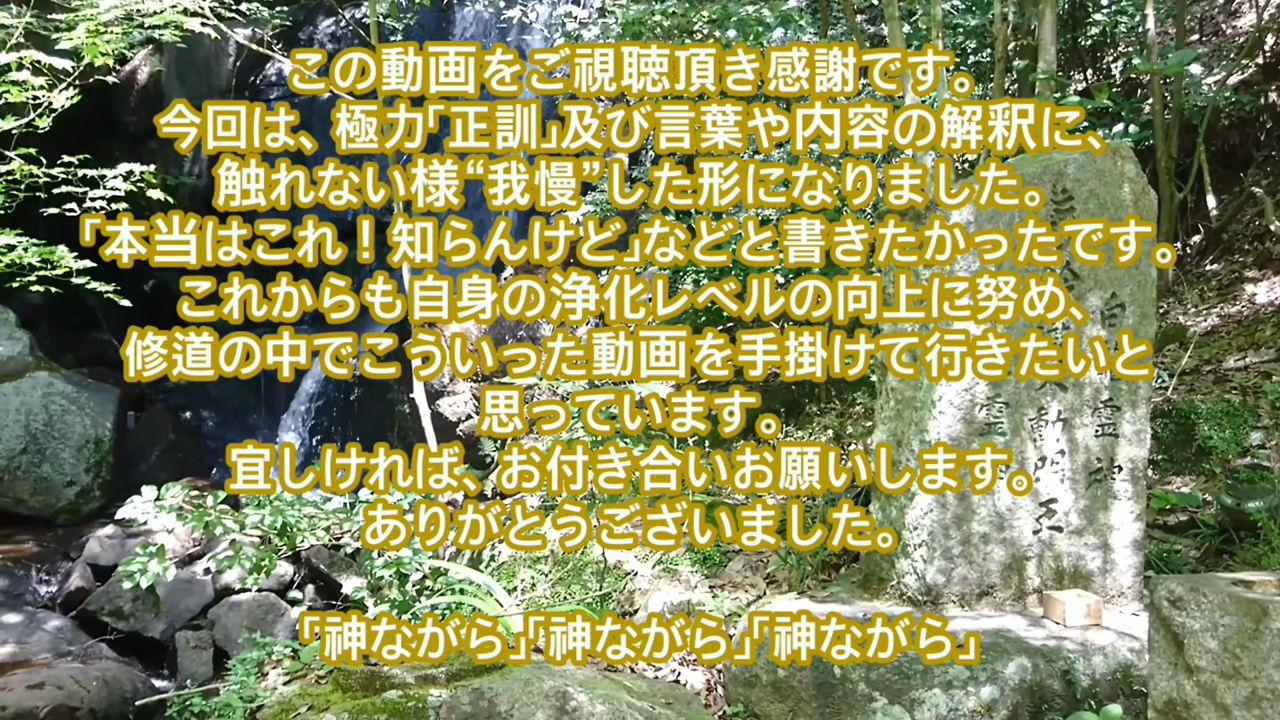 この動画をご視聴頂き感謝です。
今回は、極力｢正訓｣及び言葉や内容の解釈に、
触れない様“我慢”した形になりました。
｢本当はこれ！知らんけど｣などと書きたかったです。
これからも自身の浄化レベルの向上に努め、
修道の中でこういった動画を手掛けて行きたいと
思っています。
宜しければ、お付き合いお願いします。
ありがとうございました。
｢神ながら｣｢神ながら｣｢神ながら｣